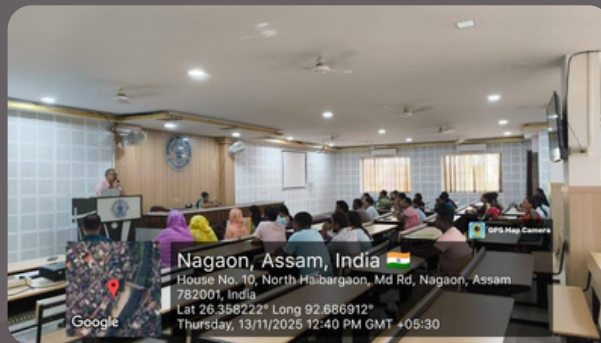 GPS Map Camera
Nagaon, Assam, India
House No. 10, North Haibargaon, Md Rd, Nagaon, Assam
782001, India
Lat 26.358222° Long 92.686912°
Thursday, 13/11/2025 12:40 PM GMT +05:30
Google